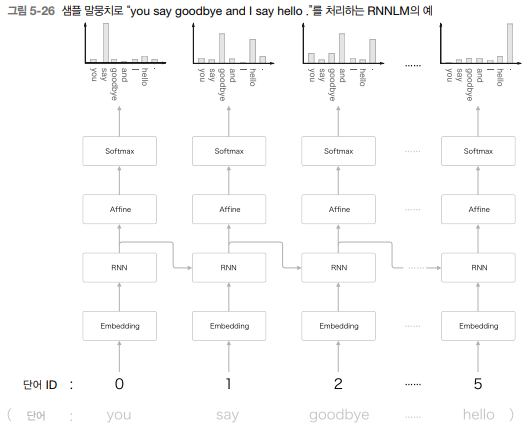 그림 5-26 샘플 말뭉치로 “you say goodbye and I say hello .”를 처리하는 RNNLM의 예
you say goodbye and I hello . you say goodbye and I hello . you say goodbye and I hello . …… you say goodbye and I hello .
Softmax Softmax Softmax …… Softmax
Affine Affine Affine …… Affine
RNN RNN RNN …… RNN
Embedding Embedding Embedding …… Embedding
단어 ID : 0 1 2 …… 5
( 단어 : you say goodbye …… hello )